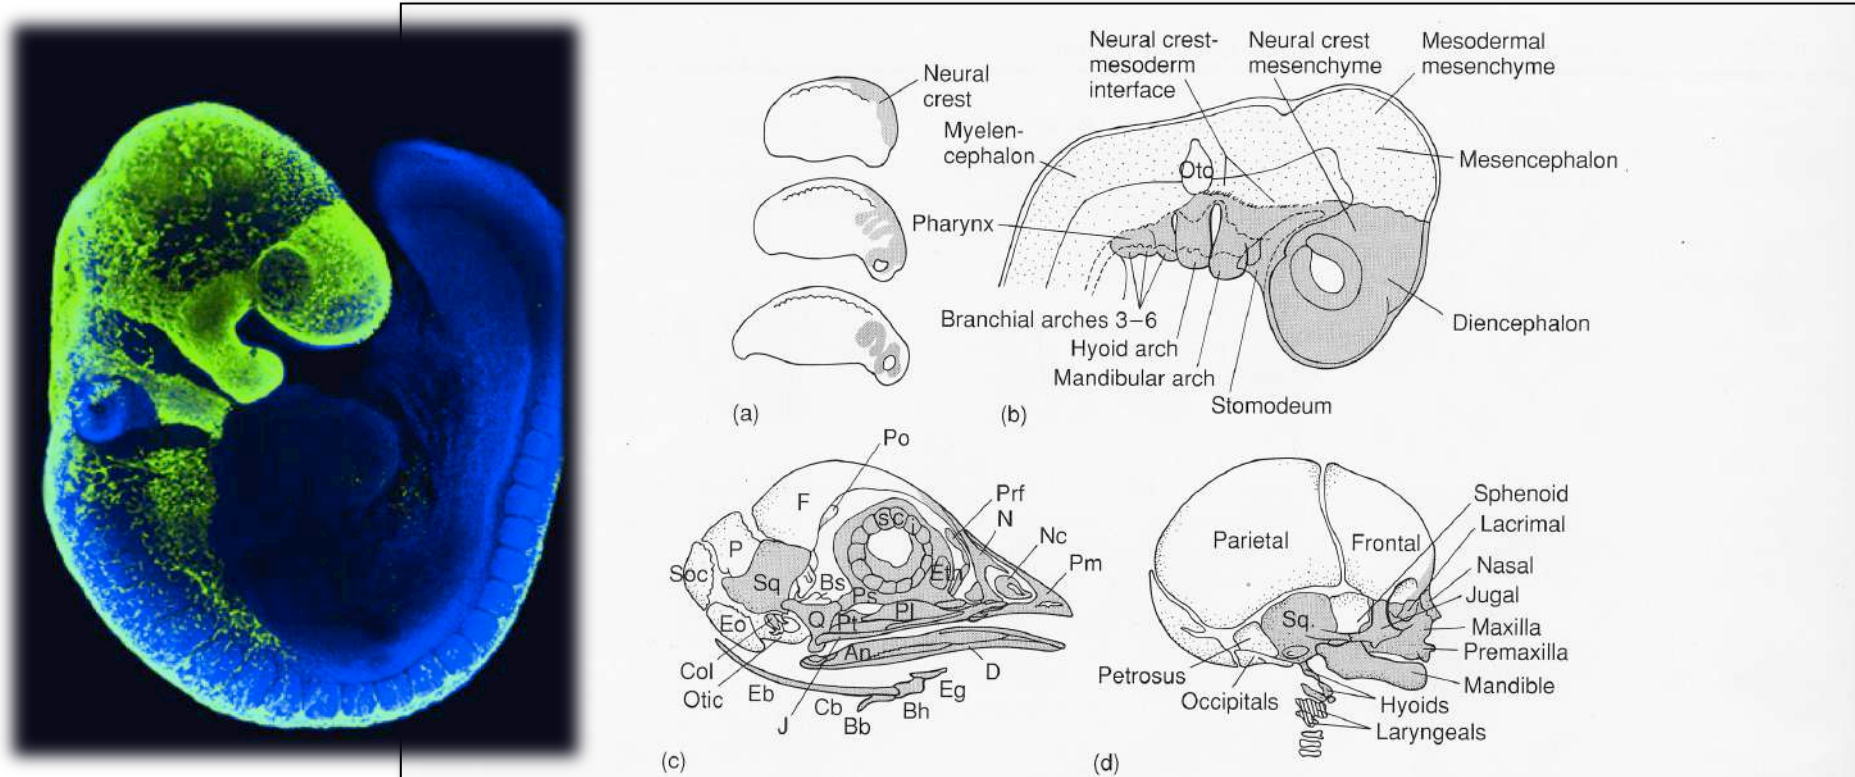 Neural
crest
(a)
Neural crest-
mesoderm
interface
Neural crest
mesenchyme
Mesodermal
mesenchyme
Myelen-
cephalon
Oto
Mesencephalon
Pharynx
Branchial arches 3–6
Hyoid arch
Mandibular arch
Stomodeum
Diencephalon
(b)
Po
F
Prf
N
Nc
Pm
sc i
P
Soc
Sq
Bs
Eth
Ps
Pl
Eo
Q
Pt
An
Col
Otic
Eb
J
Cb
Bb
Bh
Eg
D
(c)
Sphenoid
Lacrimal
Parietal
Frontal
Nasal
Jugal
Sq.
Maxilla
Premaxilla
Petrosus
Mandible
Occipitals
Hyoids
Laryngeals
(d)